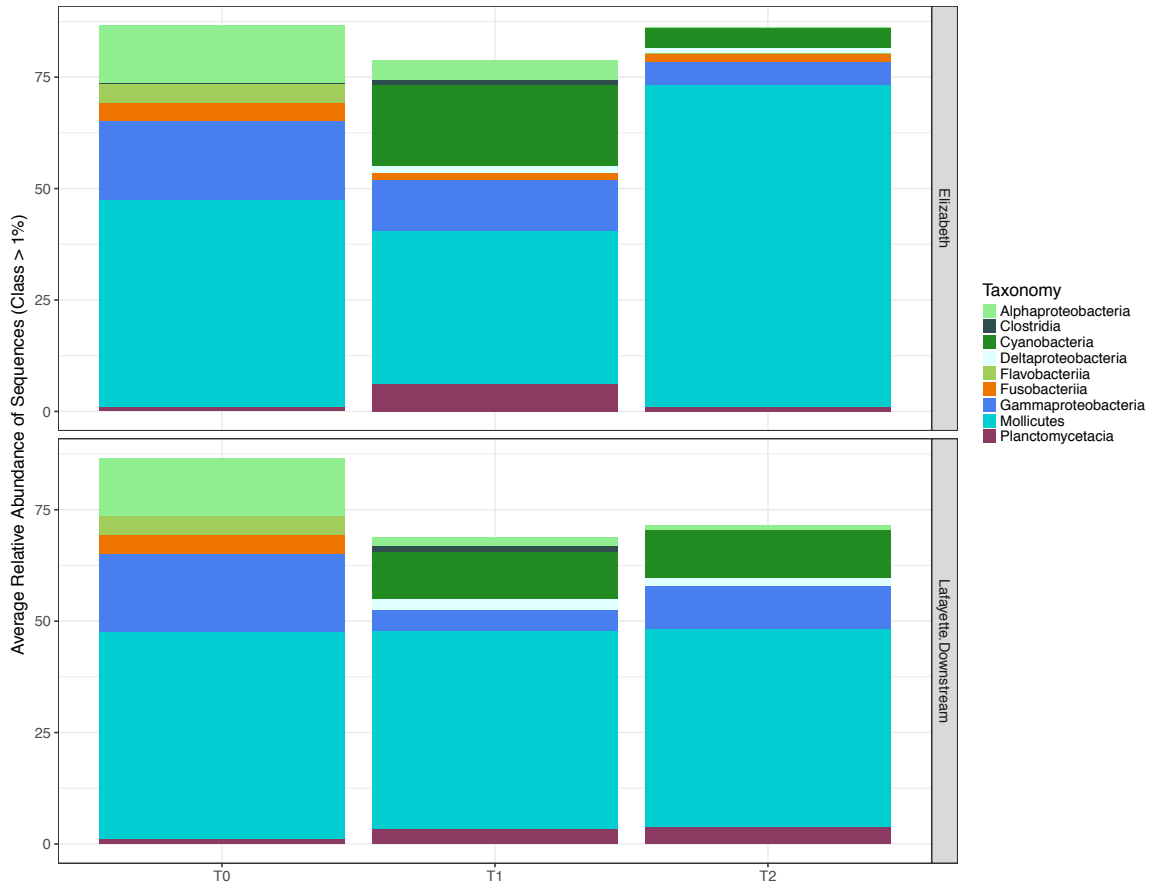 Average Relative Abundance of Sequences (Class > 1%)
75
50
25
0
Elizabeth
75
50
25
0
Lafayette.Downstream
T0
T1
T2
Taxonomy
Alphaproteobacteria
Clostridia
Cyanobacteria
Deltaproteobacteria
Flavobacteriia
Fusobacteriia
Gammaproteobacteria
Mollicutes
Planctomycetacia